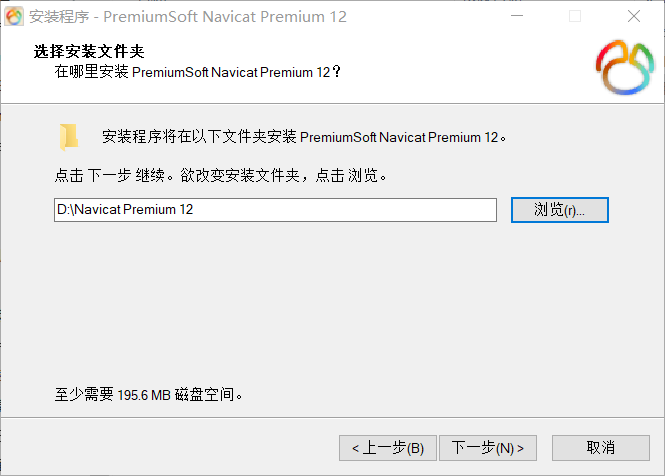 安装程序 - PremiumSoft Navicat Premium 12
选择安装文件夹
在哪里安装 PremiumSoft Navicat Premium 12?
安装程序将在以下文件夹安装 PremiumSoft Navicat Premium 12。
点击 下一步 继续。欲改变安装文件夹，点击 浏览。
D:\Navicat Premium 12
浏览(r)...
至少需要 195.6 MB 磁盘空间。
< 上一步(B)
下一步(N) >
取消